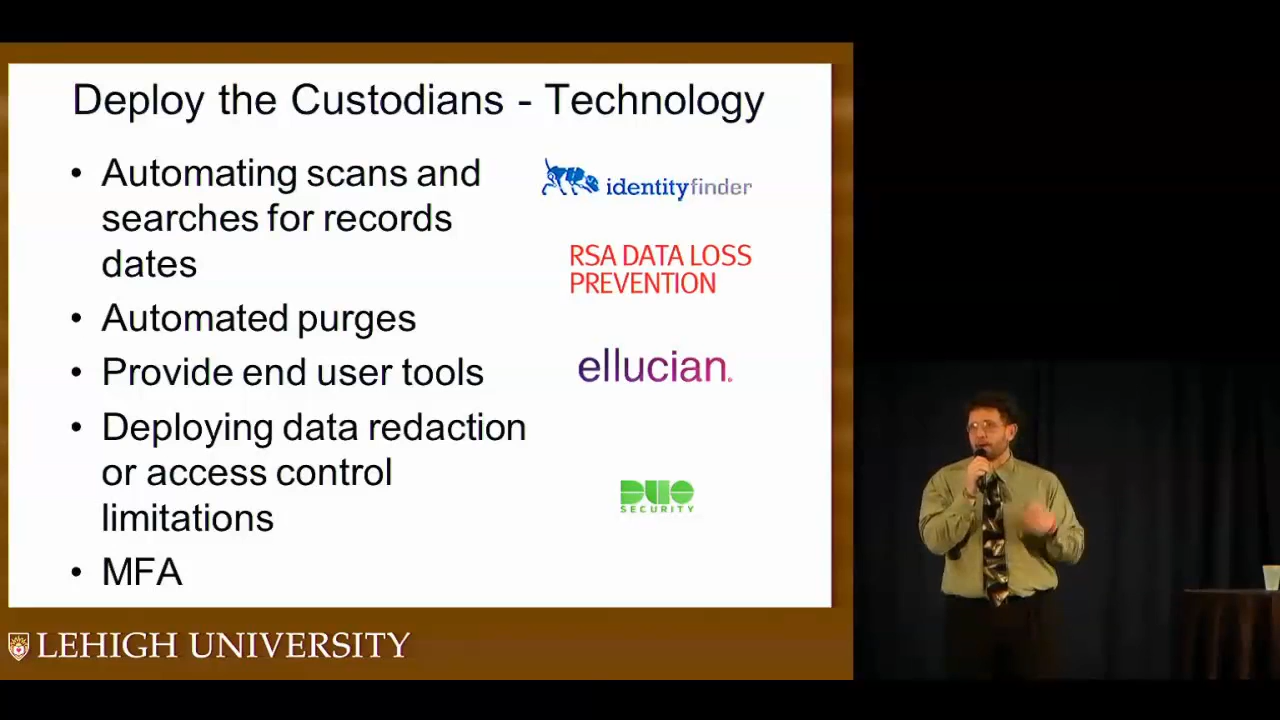 Deploy the Custodians - Technology
• Automating scans and
searches for records
dates
• Automated purges
• Provide end user tools
• Deploying data redaction
or access control
limitations
• MFA
identityfinder
RSA DATA LOSS
PREVENTION
ellucian.
DUO
SECURITY
LEHIGH UNIVERSITY